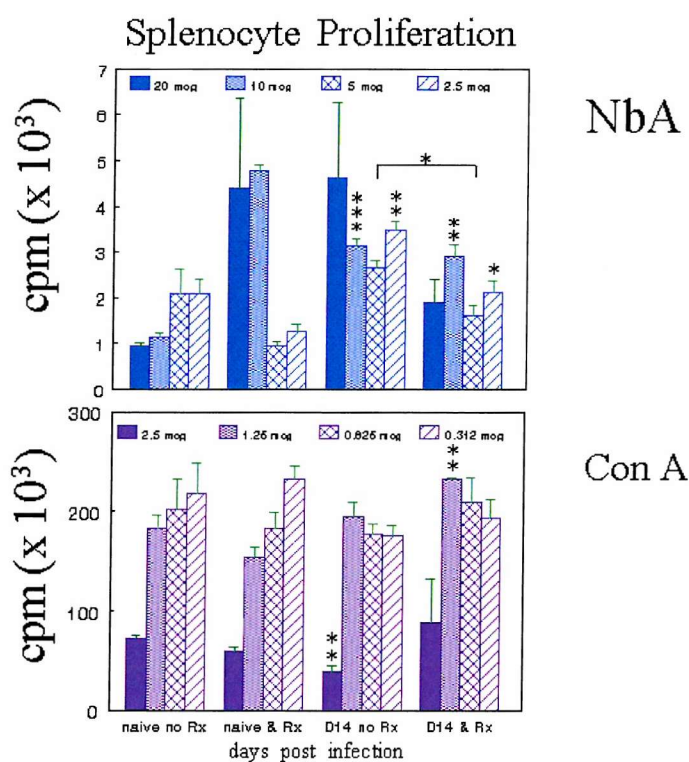 Splenocyte Proliferation
NbA
cpm (x 10³)
7
6
5
4
3
2
1
0
20 mcg 10 mcg 5 mcg 2.5 mcg
*
*** ** ** *
Con A
cpm (x 10³)
300
200
100
0
2.5 mcg 1.25 mcg 0.625 mcg 0.312 mcg
** **
naive no Rx naive & Rx D14 no Rx D14 & Rx
days post infection